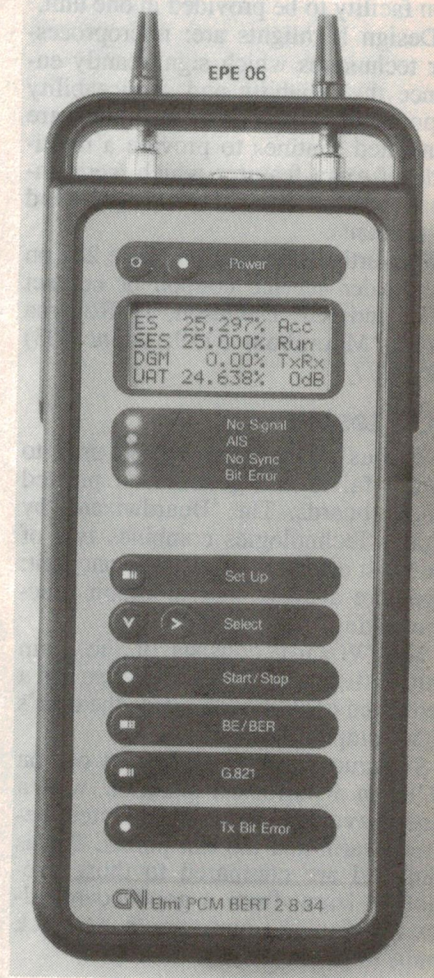 EPE 06
Power
ES 25.297% Acc
SES 25.000% Run
DGM 0.00% TxRx
UAT 24.638% 0dB
No Signal
AIS
No Sync
Bit Error
Set Up
Select
Start/Stop
BE/BER
G.821
Tx Bit Error
GN Elmi PCM BERT 2 8 34